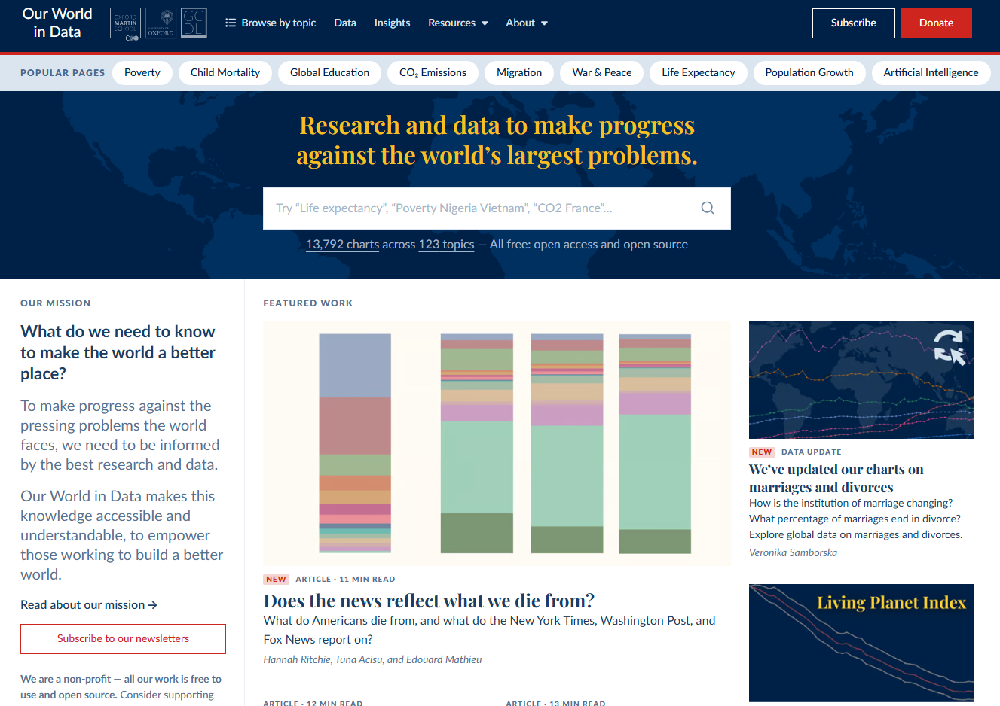 Our World
in Data
OXFORD
MARTIN
SCHOOL
UNIVERSITY OF
OXFORD
GC
DL
Browse by topic
Data
Insights
Resources
About
Subscribe
Donate
POPULAR PAGES
Poverty
Child Mortality
Global Education
CO₂ Emissions
Migration
War & Peace
Life Expectancy
Population Growth
Artificial Intelligence
Research and data to make progress
against the world’s largest problems.
Try “Life expectancy”, “Poverty Nigeria Vietnam”, “CO2 France”...
13,792 charts across 123 topics — All free: open access and open source
OUR MISSION
What do we need to know
to make the world a better
place?
To make progress against the
pressing problems the world
faces, we need to be informed
by the best research and data.
Our World in Data makes this
knowledge accessible and
understandable, to empower
those working to build a better
world.
Read about our mission →
Subscribe to our newsletters
We are a non-profit — all our work is free to
use and open source. Consider supporting
FEATURED WORK
NEW ARTICLE · 11 MIN READ
Does the news reflect what we die from?
What do Americans die from, and what do the New York Times, Washington Post, and
Fox News report on?
Hannah Ritchie, Tuna Acisu, and Edouard Mathieu
ARTICLE · 12 MIN READ
ARTICLE · 13 MIN READ
NEW DATA UPDATE
We’ve updated our charts on
marriages and divorces
How is the institution of marriage changing?
What percentage of marriages end in divorce?
Explore global data on marriages and divorces.
Veronika Samborska
Living Planet Index